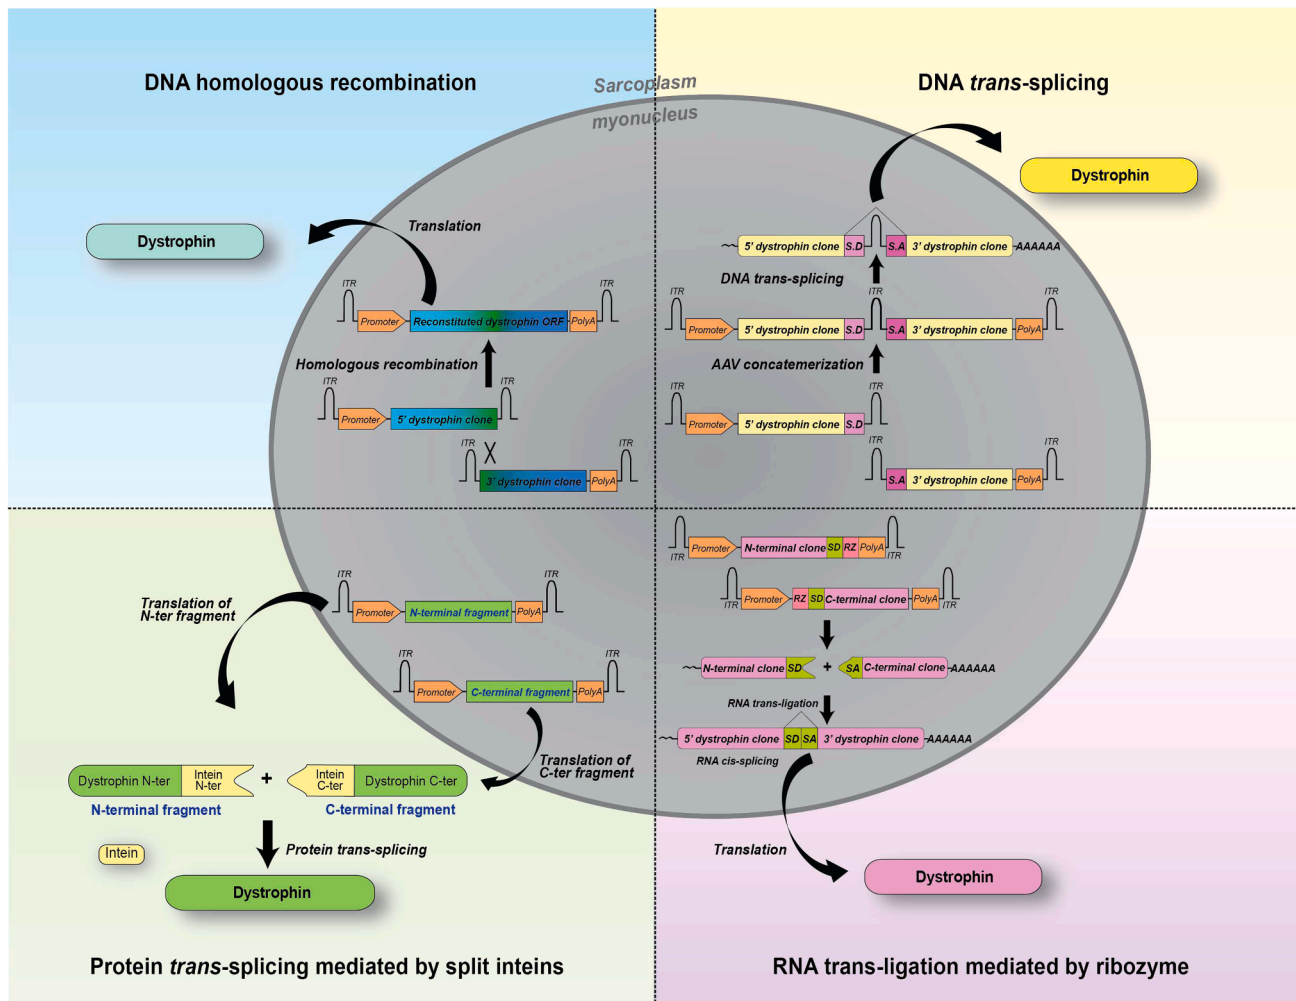 DNA homologous recombination
Sarcoplasm
myonucleus
Dystrophin
Translation
ITR
ITR
Promoter
Reconstituted dystrophin ORF
PolyA
Homologous recombination
ITR
ITR
Promoter
5' dystrophin clone
ITR
ITR
3' dystrophin clone
PolyA
DNA trans-splicing
Dystrophin
5' dystrophin clone
S.D
S.A
3' dystrophin clone
AAAAAA
DNA trans-splicing
ITR
ITR
ITR
Promoter
5' dystrophin clone
S.D
S.A
3' dystrophin clone
PolyA
AAV concatemerization
ITR
ITR
Promoter
5' dystrophin clone
S.D
ITR
ITR
S.A
3' dystrophin clone
PolyA
Translation of
N-ter fragment
ITR
ITR
Promoter
N-terminal fragment
PolyA
ITR
ITR
Promoter
C-terminal fragment
PolyA
Translation of
C-ter fragment
Dystrophin N-ter
Intein
N-ter
+
Intein
C-ter
Dystrophin C-ter
N-terminal fragment
C-terminal fragment
Intein
Protein trans-splicing
Dystrophin
Protein trans-splicing mediated by split inteins
Promoter
N-terminal clone
SD
RZ
PolyA
ITR
ITR
Promoter
RZ
SD
C-terminal clone
PolyA
ITR
ITR
N-terminal clone
SD
+
SA
C-terminal clone
AAAAAA
RNA trans-ligation
5' dystrophin clone
SD
SA
3' dystrophin clone
AAAAAA
RNA cis-splicing
Translation
Dystrophin
RNA trans-ligation mediated by ribozyme